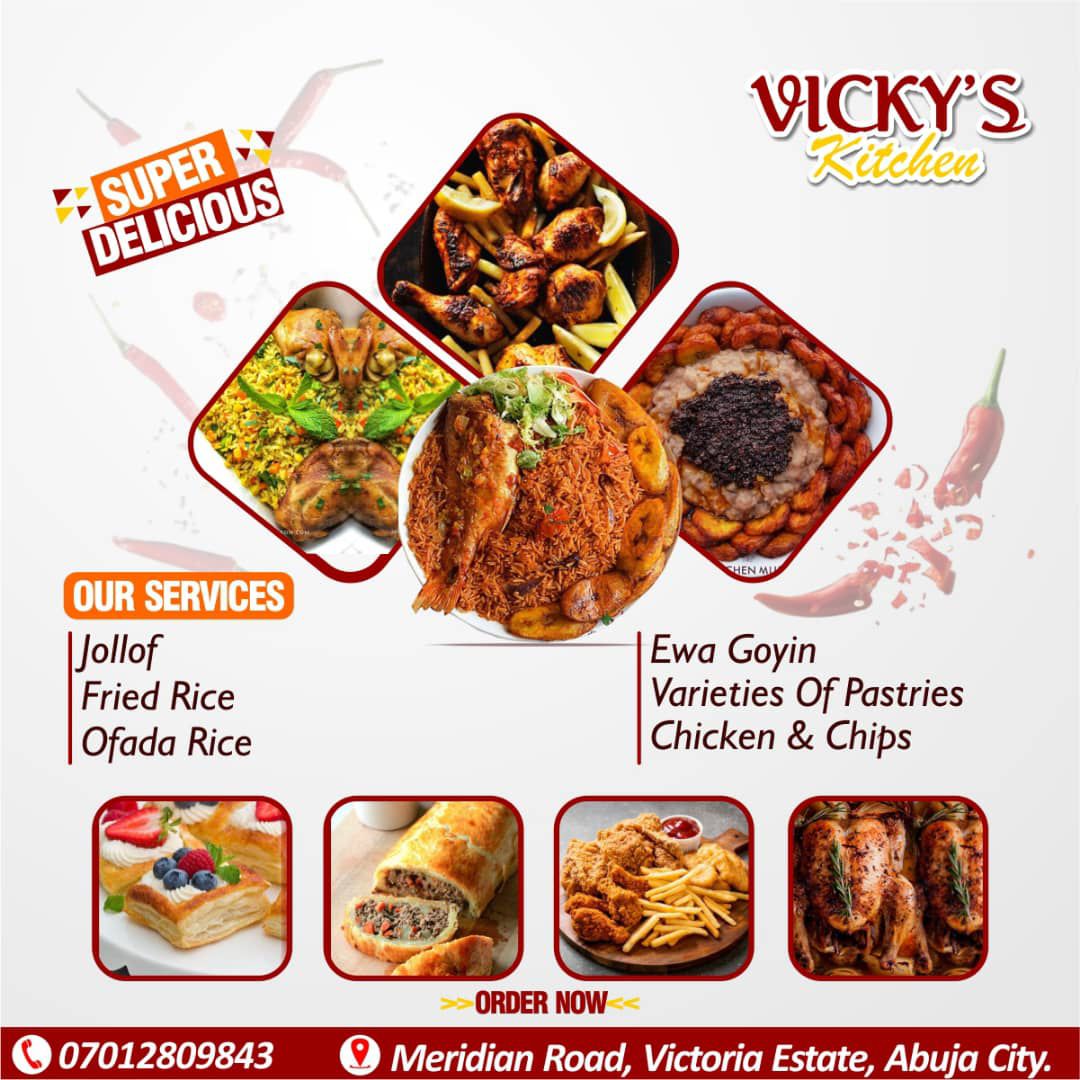 VICKY'S
Kitchen
SUPER
DELICIOUS
OUR SERVICES
Jollof
Fried Rice
Ofada Rice
Ewa Goyin
Varieties Of Pastries
Chicken & Chips
>>ORDER NOW<<
07012809843
Meridian Road, Victoria Estate, Abuja City.